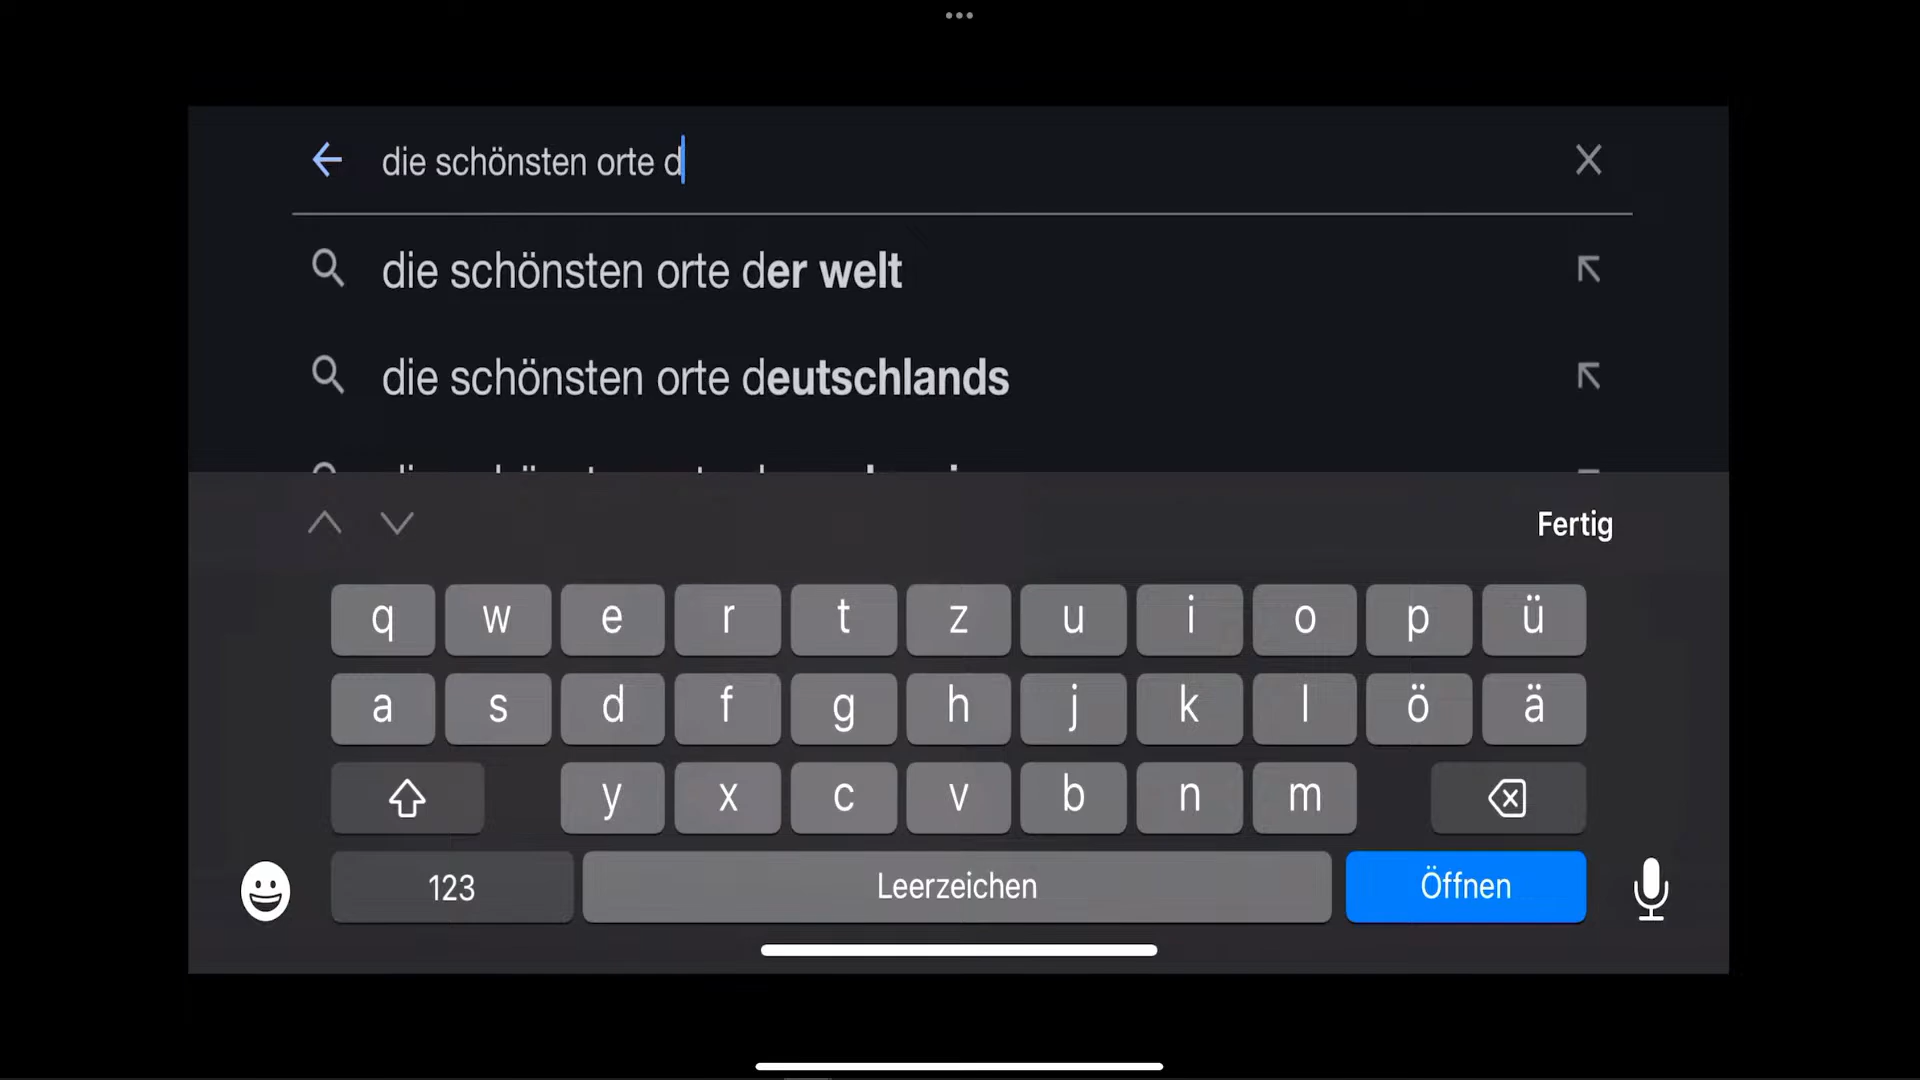 die schönsten orte d
die schönsten orte der welt
die schönsten orte deutschlands
Fertig
q w e r t z u i o p ü
a s d f g h j k l ö ä
y x c v b n m
123 Leerzeichen Öffnen